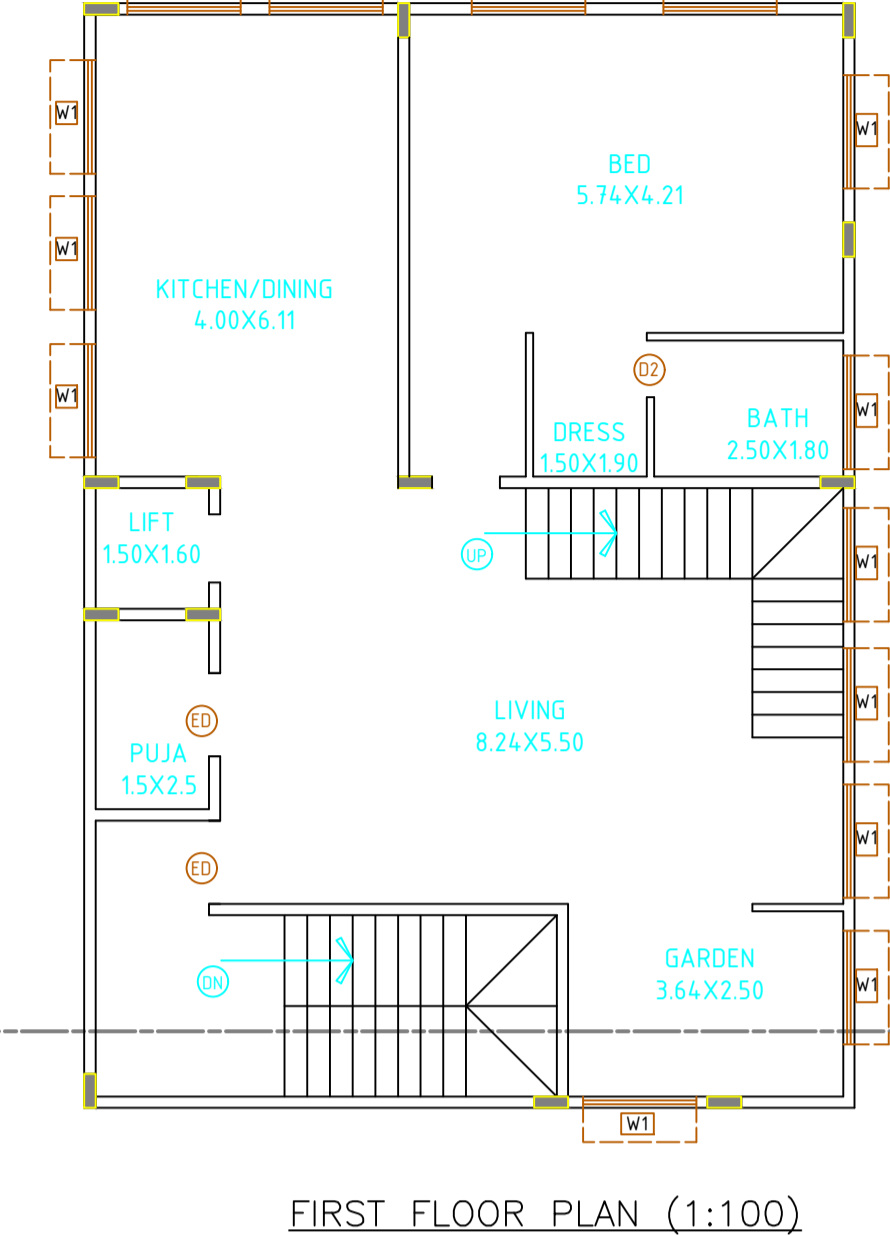 W1
W1
BED
5.74X4.21
W1
KITCHEN/DINING
4.00X6.11
D2
W1
W1
DRESS
1.50X1.90
BATH
2.50X1.80
LIFT
1.50X1.60
UP
W1
LIVING
8.24X5.50
W1
ED
PUJA
1.5X2.5
W1
ED
DN
GARDEN
3.64X2.50
W1
W1
FIRST FLOOR PLAN (1:100)